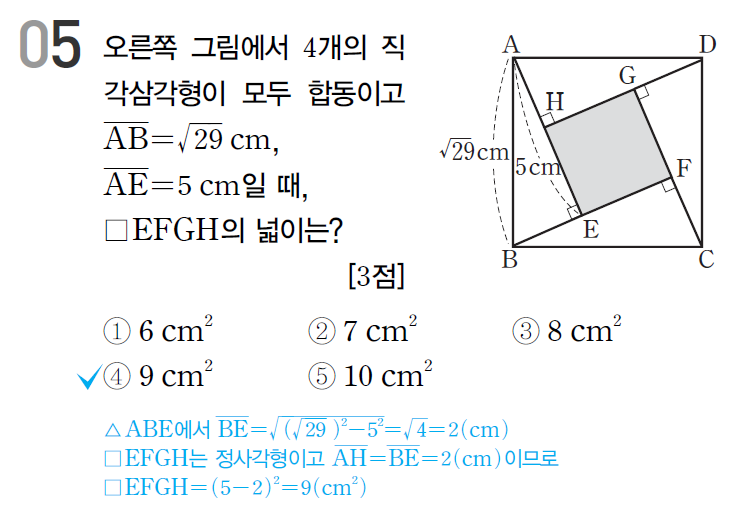 05 오른쪽 그림에서 4개의 직
각삼각형이 모두 합동이고
AB=√29 cm,
AE=5 cm일 때,
□EFGH의 넓이는?
[3점]
A
D
G
H
√29cm
5cm
F
E
B
C
① 6 cm² ② 7 cm² ③ 8 cm²
④ 9 cm² ⑤ 10 cm²
△ABE에서 BE=√(√29)²−5²=√4=2(cm)
□EFGH는 정사각형이고 AH=BE=2(cm)이므로
□EFGH=(5−2)²=9(cm²)